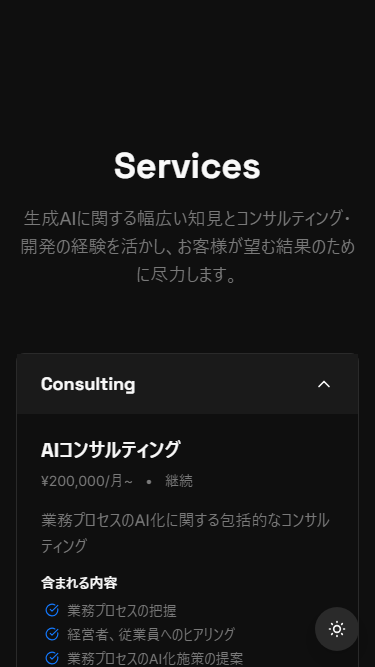 Services
生成AIに関する幅広い知見とコンサルティング・
開発の経験を活かし、お客様が望む結果のため
に尽力します。
Consulting
AIコンサルティング
¥200,000/月~ • 継続
業務プロセスのAI化に関する包括的なコンサル
ティング
含まれる内容
業務プロセスの把握
経営者、従業員へのヒアリング
業務プロセスのAI化施策の提案